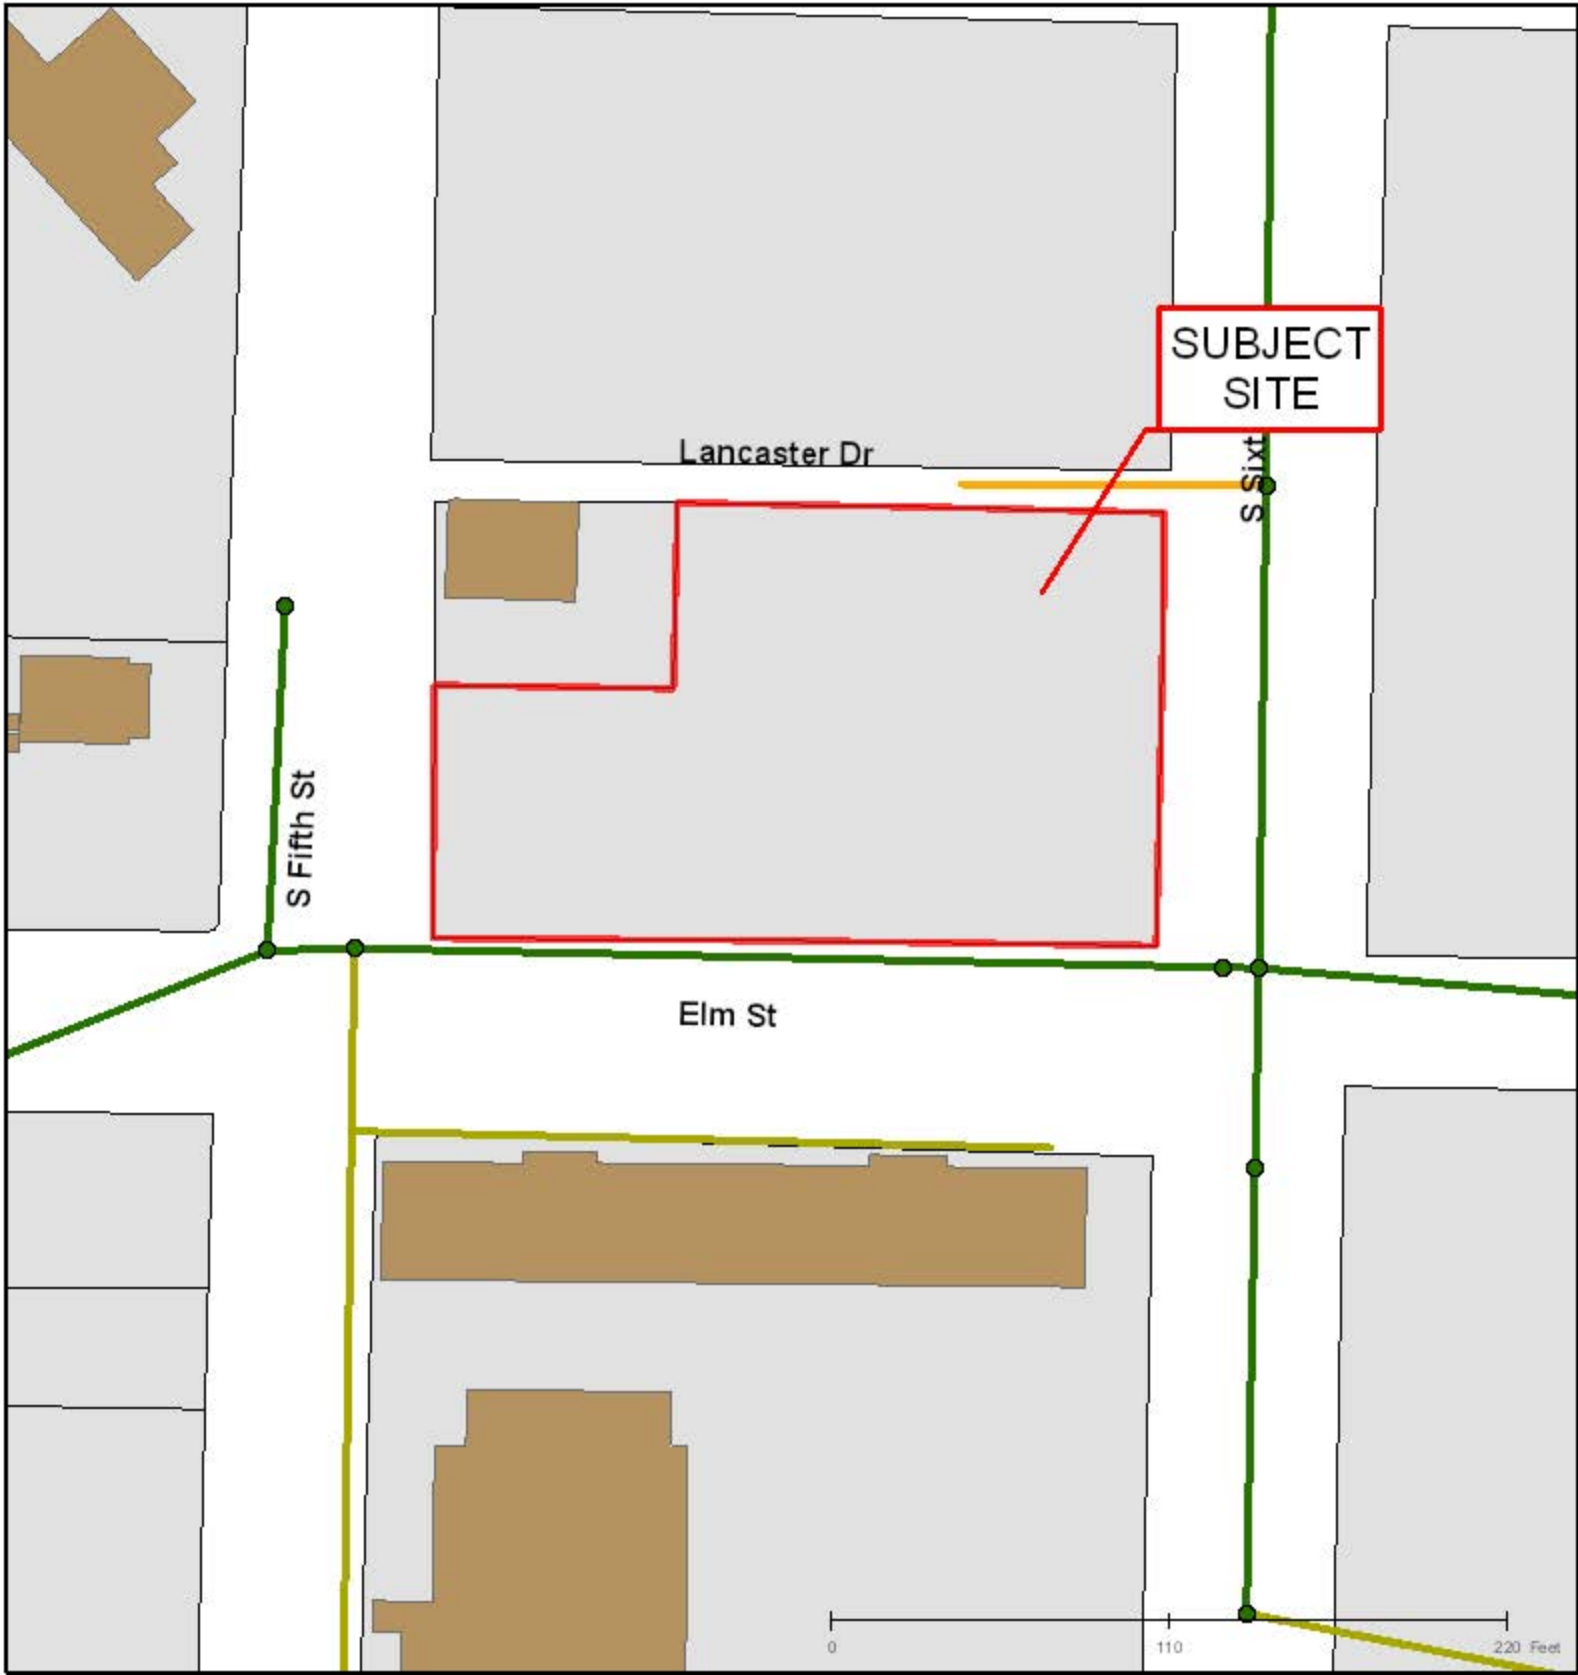 SUBJECT
SITE
Lancaster Dr
S Sixt
S Fifth St
Elm St
0 110 220 Feet